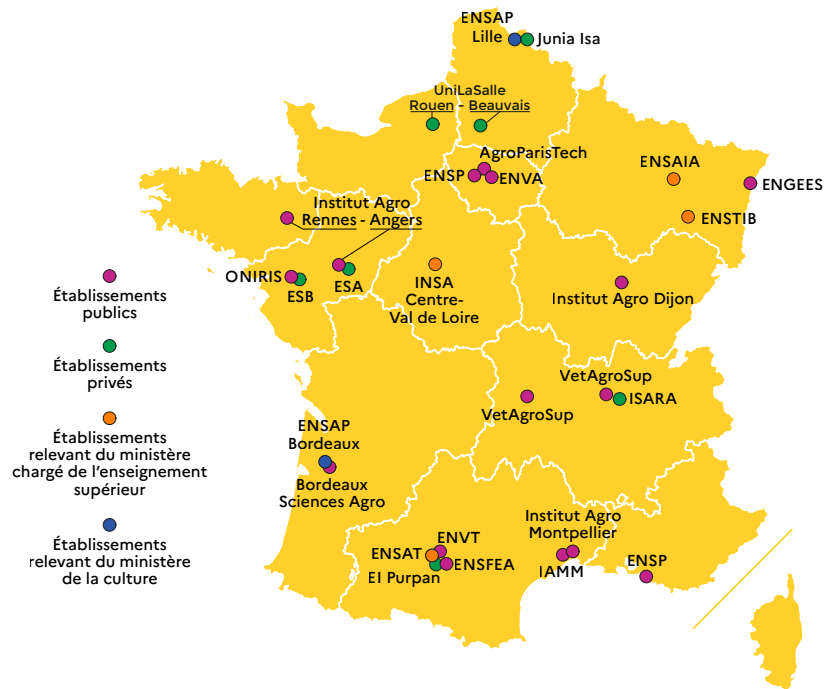 ENSAP
Lille
Junia Isa
UniLaSalle
Rouen - Beauvais
AgroParisTech
ENSP
ENVA
ENSAIA
ENGEES
ENSTIB
Institut Agro
Rennes - Angers
ONIRIS
ESB
ESA
INSA
Centre-
Val de Loire
Institut Agro Dijon
Établissements
publics
Établissements
privés
Établissements
relevant du ministère
chargé de l'enseignement
supérieur
Établissements
relevant du ministère
de la culture
VetAgroSup
VetAgroSup
ISARA
ENSAP
Bordeaux
Bordeaux
Sciences Agro
ENVT
ENSAT
ENSFEA
EI Purpan
Institut Agro
Montpellier
IAMM
ENSP